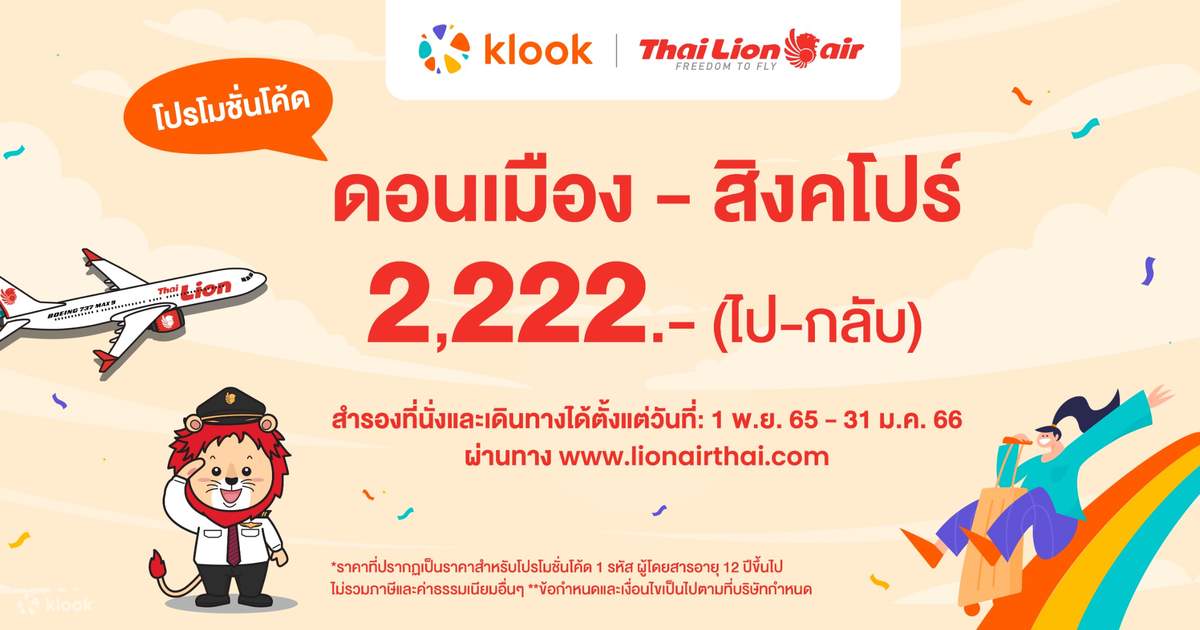 klook | Thai Lion air
FREEDOM TO FLY
โปรโมชั่นโค้ด
ดอนเมือง - สิงคโปร์
2,222.- (ไป-กลับ)
Thai Lion
BOEING 737 MAX 9
สำรองที่นั่งและเดินทางได้ตั้งแต่วันที่: 1 พ.ย. 65 - 31 ม.ค. 66
ผ่านทาง www.lionairthai.com
*ราคาที่ปรากฏเป็นราคาสำหรับโปรโมชั่นโค้ด 1 รหัส ผู้โดยสารอายุ 12 ปีขึ้นไป
ไม่รวมภาษีและค่าธรรมเนียมอื่นๆ **ข้อกำหนดและเงื่อนไขเป็นไปตามที่บริษัทกำหนด
klook